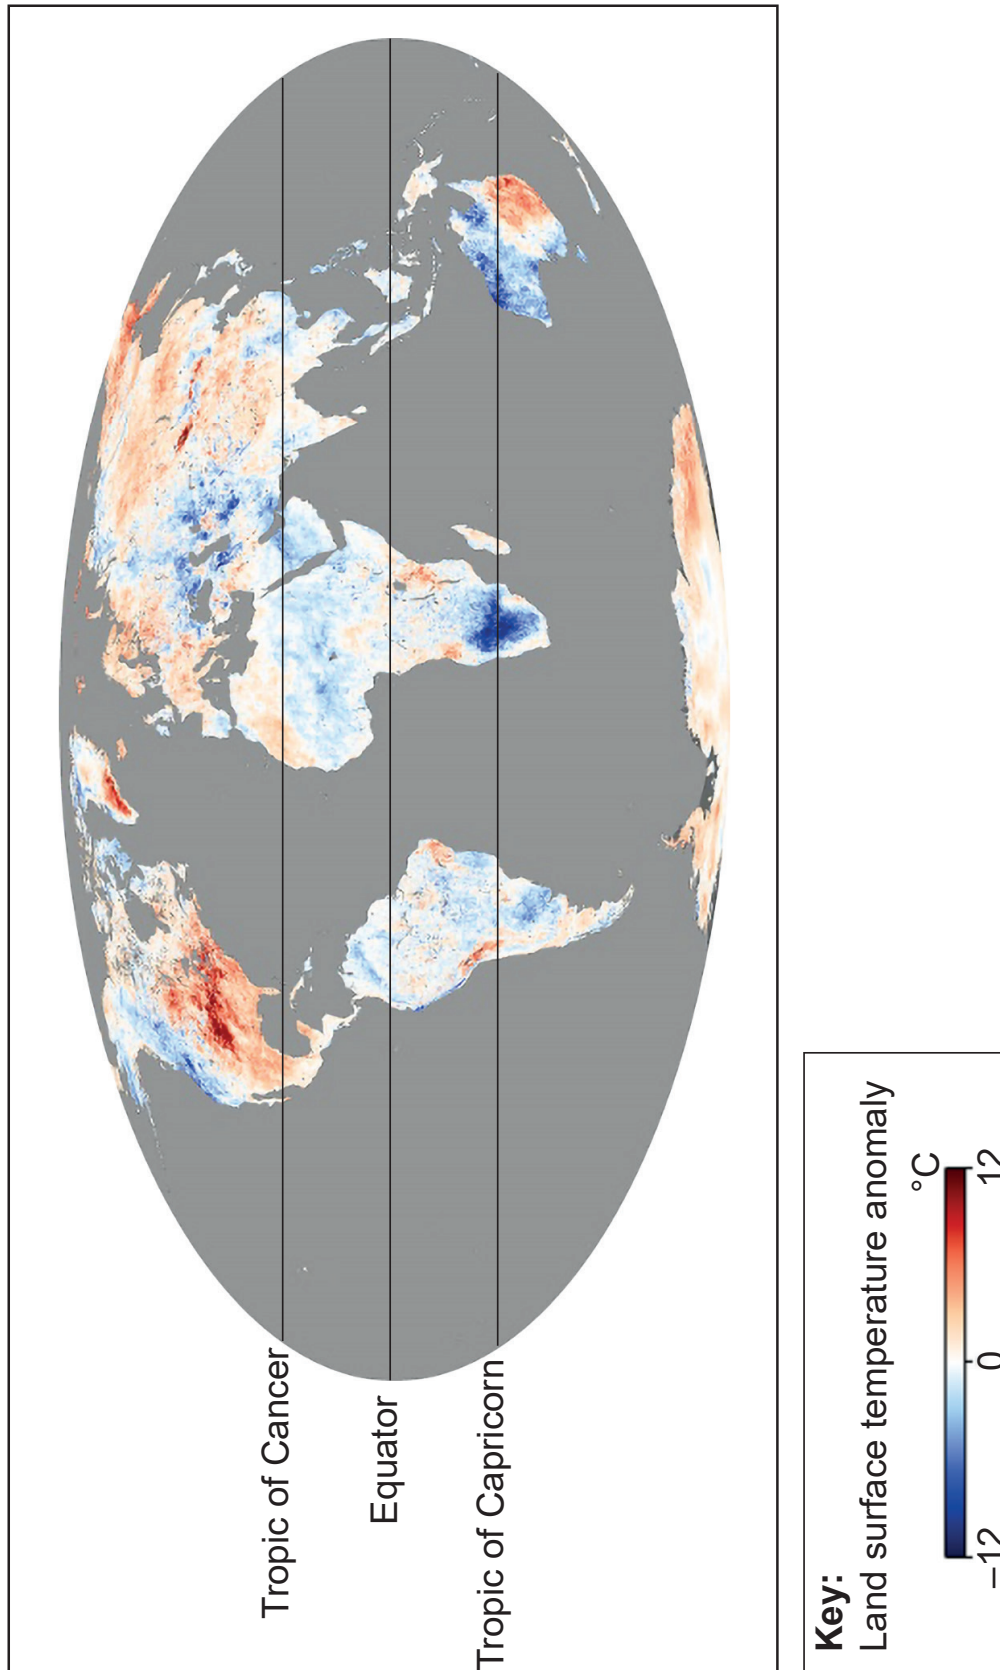 Tropic of Cancer
Equator
Tropic of Capricorn
Key:
Land surface temperature anomaly
°C
–12 0 12